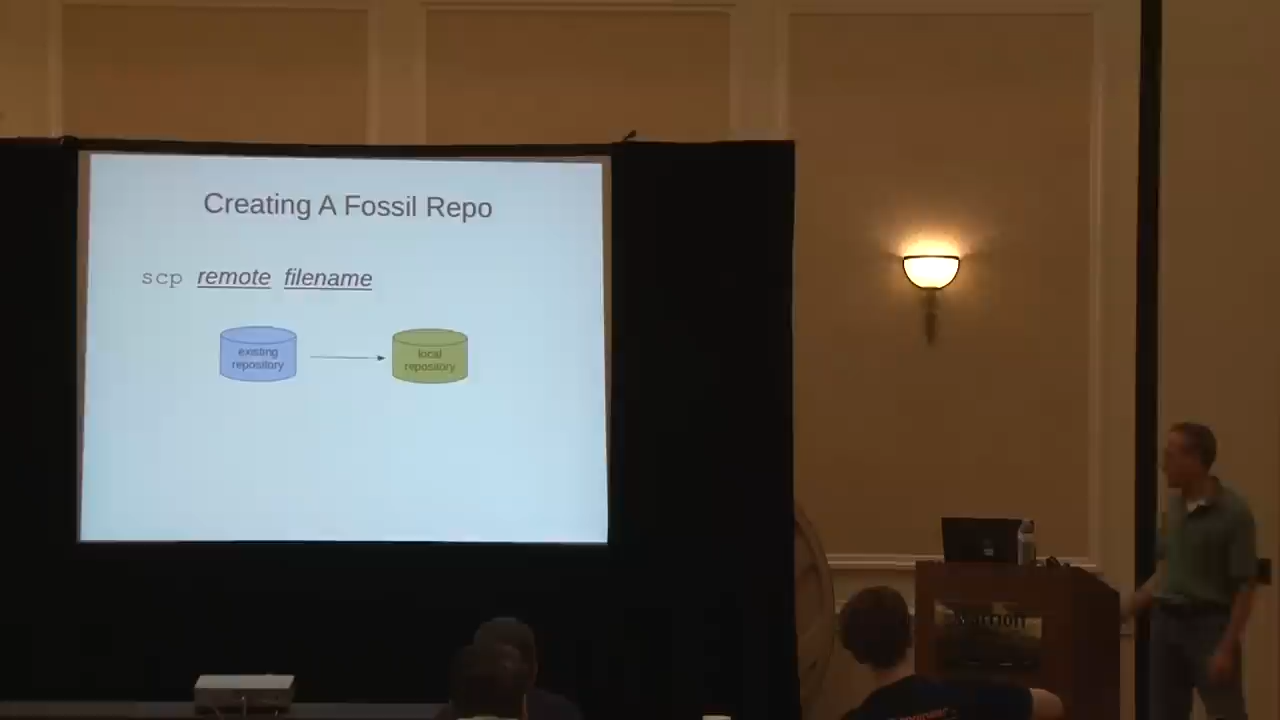 Creating A Fossil Repo
scp remote filename
existing
repository
local
repository